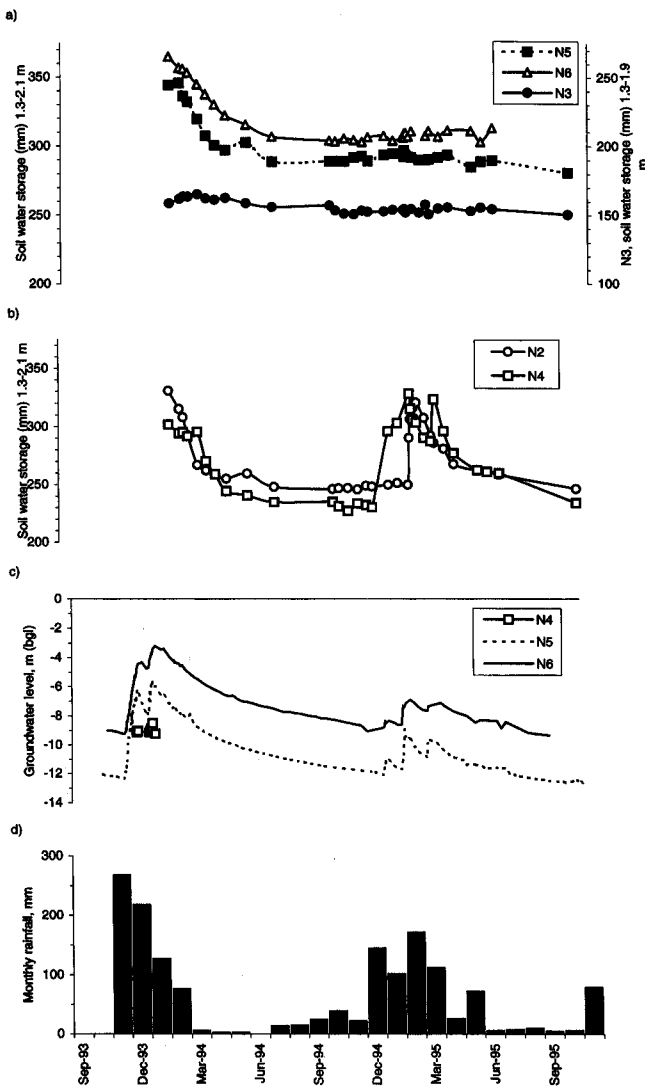 a)
Soil water storage (mm) 1.3-2.1 m
350
300
250
200
N5
N6
N3
250
200
150
100
N3, soil water storage (mm) 1.3-1.9
m
b)
Soil water storage (mm) 1.3-2.1 m
350
300
250
200
N2
N4
c)
Groundwater level, m (bgl)
0
-2
-4
-6
-8
-10
-12
-14
N4
N5
N6
d)
Monthly rainfall, mm
300
200
100
0
Sep-93
Dec-93
Mar-94
Jun-94
Sep-94
Dec-94
Mar-95
Jun-95
Sep-95